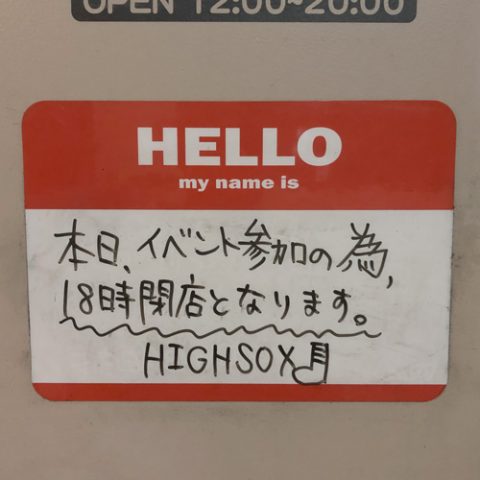 OPEN 12:00~20:00
HELLO
my name is
本日、イベント参加の為、
18時閉店となります。
HIGHSOX